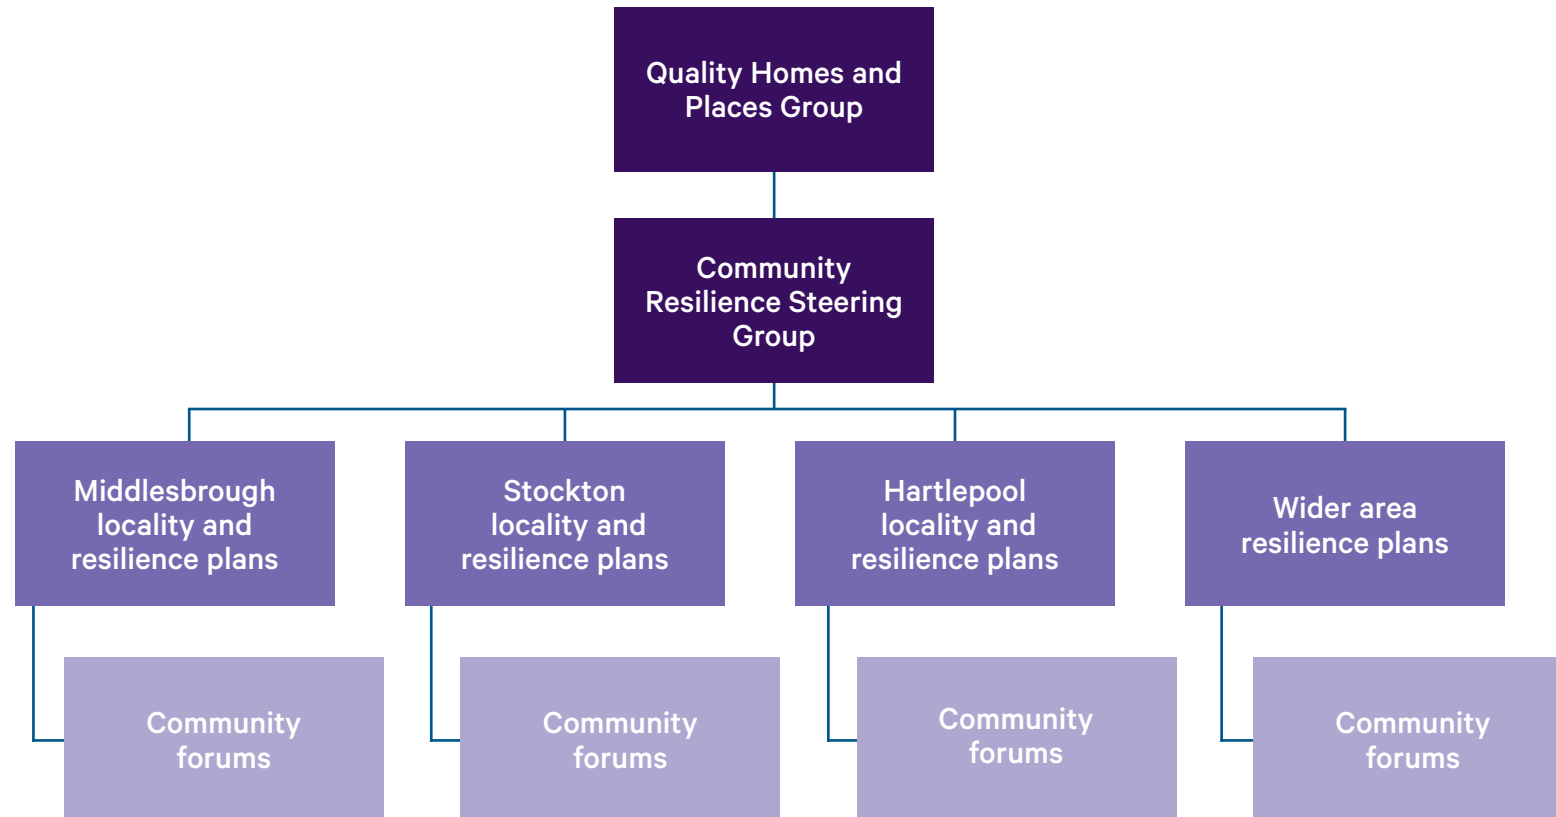 Quality Homes and
Places Group
Community
Resilience Steering
Group
Middlesbrough
locality and
resilience plans
Stockton
locality and
resilience plans
Hartlepool
locality and
resilience plans
Wider area
resilience plans
Community
forums
Community
forums
Community
forums
Community
forums